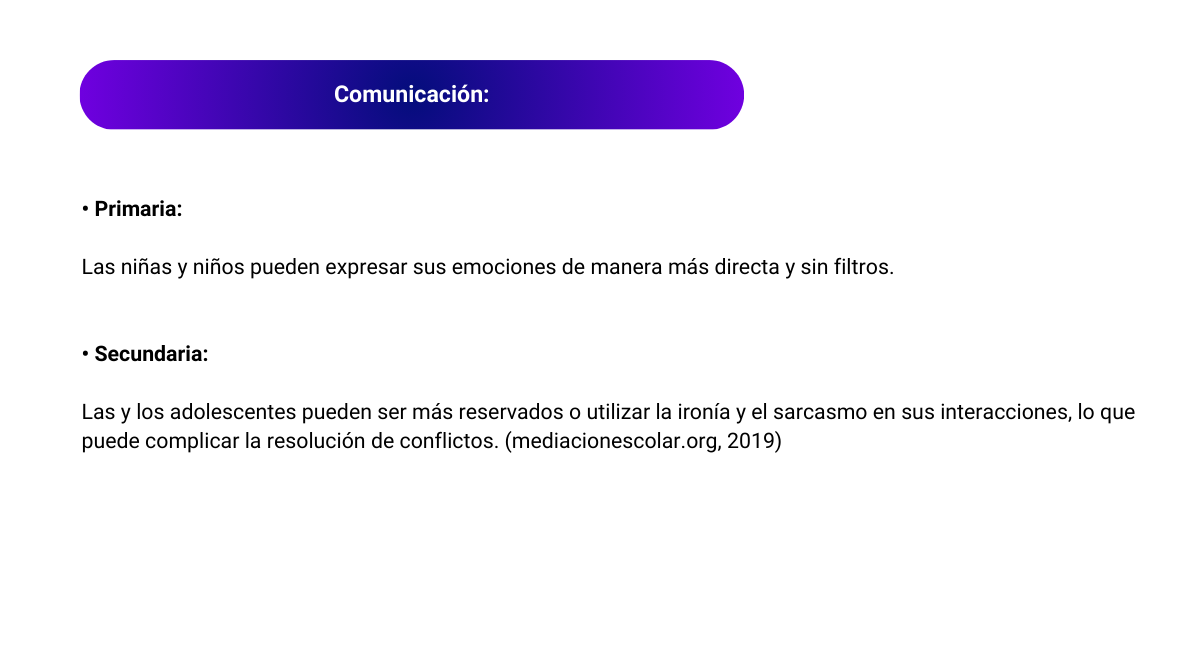 Comunicación:
• Primaria:
Las niñas y niños pueden expresar sus emociones de manera más directa y sin filtros.
• Secundaria:
Las y los adolescentes pueden ser más reservados o utilizar la ironía y el sarcasmo en sus interacciones, lo que
puede complicar la resolución de conflictos. (mediacionescolar.org, 2019)